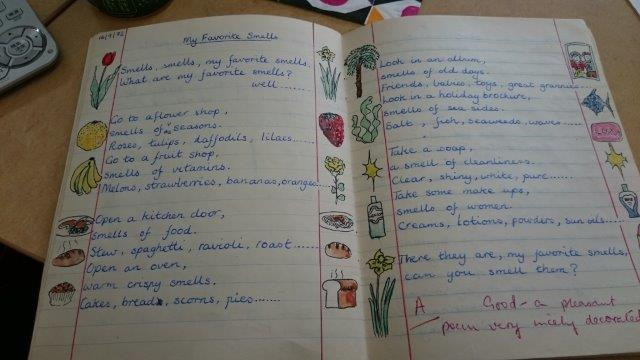 16/9/92
My Favorite Smells
Smells, smells, my favorite smells.
What are my favorite smells?
well.......
Go to a flower shop,
smells of seasons.
Roses, tulips, daffodils, lilacs......
Go to a fruit shop,
smells of vitamins.
Melons, strawberries, bananas, oranges...
Open a kitchen door,
smells of food.
Stew, spaghetti, ravioli, roast......
Open an oven,
warm crispy smells.
Cakes, bread, scorns, pies.......
Look in an album,
smells of old days.
Friends, babies, toys, great grannies...
Look in a holiday brochure,
smells of sea sides.
Salt, fish, seaweeds, waves......
Take a soap,
a smell of cleanliness.
Clear, shiny, white, pure.....
Take some make ups,
smells of women.
Creams, lotions, powders, sun oils.....
There they are, my favorite smells,
can you smell them?
A Good - a pleasant
poem very nicely decorated